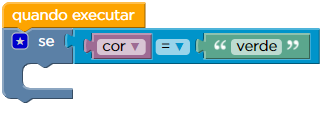 quando executar
se cor = “ verde ”